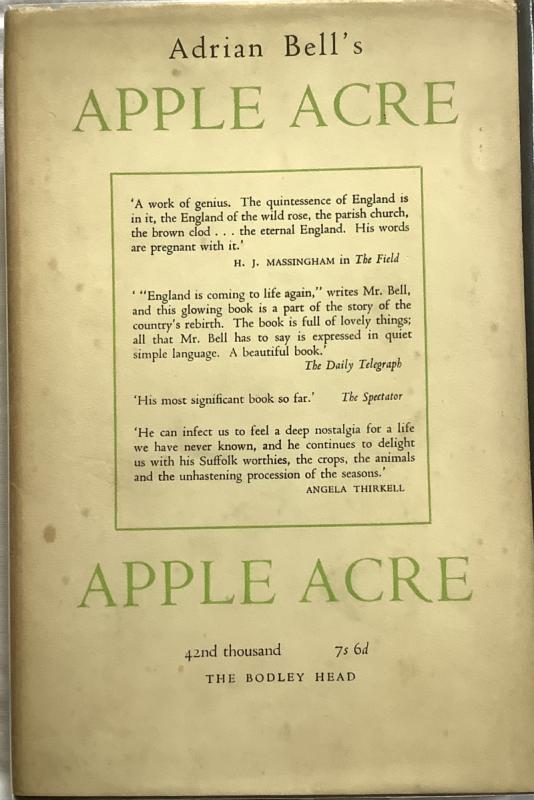 Adrian Bell's
APPLE ACRE
'A work of genius. The quintessence of England is
in it, the England of the wild rose, the parish church,
the brown clod . . . the eternal England. His words
are pregnant with it.'
H. J. MASSINGHAM in The Field
' "England is coming to life again," writes Mr. Bell,
and this glowing book is a part of the story of the
country's rebirth. The book is full of lovely things;
all that Mr. Bell has to say is expressed in quiet
simple language. A beautiful book.'
The Daily Telegraph
'His most significant book so far.' The Spectator
'He can infect us to feel a deep nostalgia for a life
we have never known, and he continues to delight
us with his Suffolk worthies, the crops, the animals
and the unhastening procession of the seasons.'
ANGELA THIRKELL
APPLE ACRE
42nd thousand 7s 6d
THE BODLEY HEAD